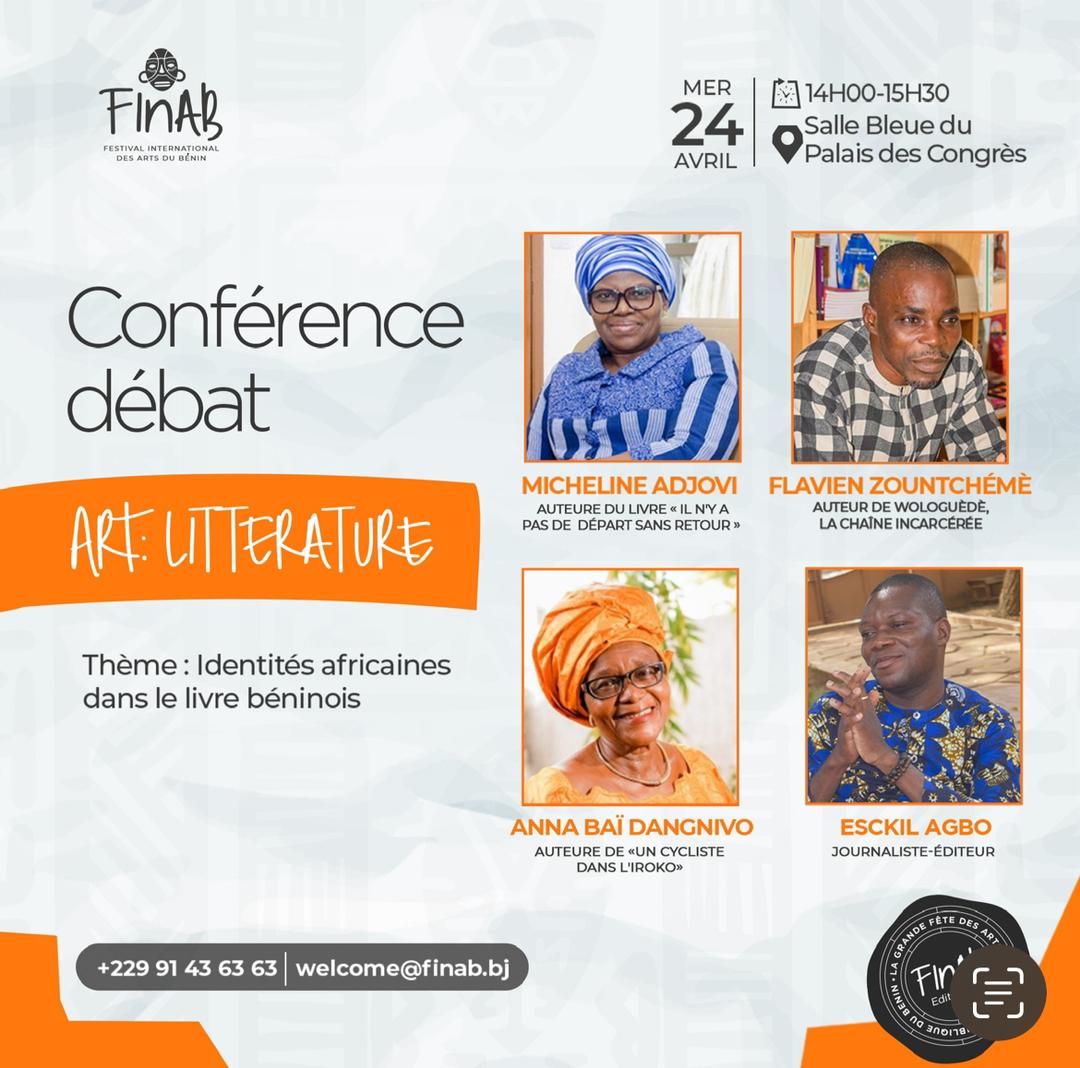 FInAB
FESTIVAL INTERNATIONAL
DES ARTS DU BÉNIN
MER
24
AVRIL
14H00-15H30
Salle Bleue du
Palais des Congrès
Conférence
débat
ART: LITTERATURE
Thème : Identités africaines
dans le livre béninois
MICHELINE ADJOVI
AUTEURE DU LIVRE « IL N'Y A
PAS DE DÉPART SANS RETOUR »
FLAVIEN ZOUNTCHÉMÈ
AUTEUR DE WOLOGUÈDÈ,
LA CHAÎNE INCARCÉRÉE
ANNA BAÏ DANGNIVO
AUTEURE DE «UN CYCLISTE
DANS L'IROKO»
ESCKIL AGBO
JOURNALISTE-ÉDITEUR
+229 91 43 63 63 | welcome@finab.bj
LA GRANDE FÊTE DES